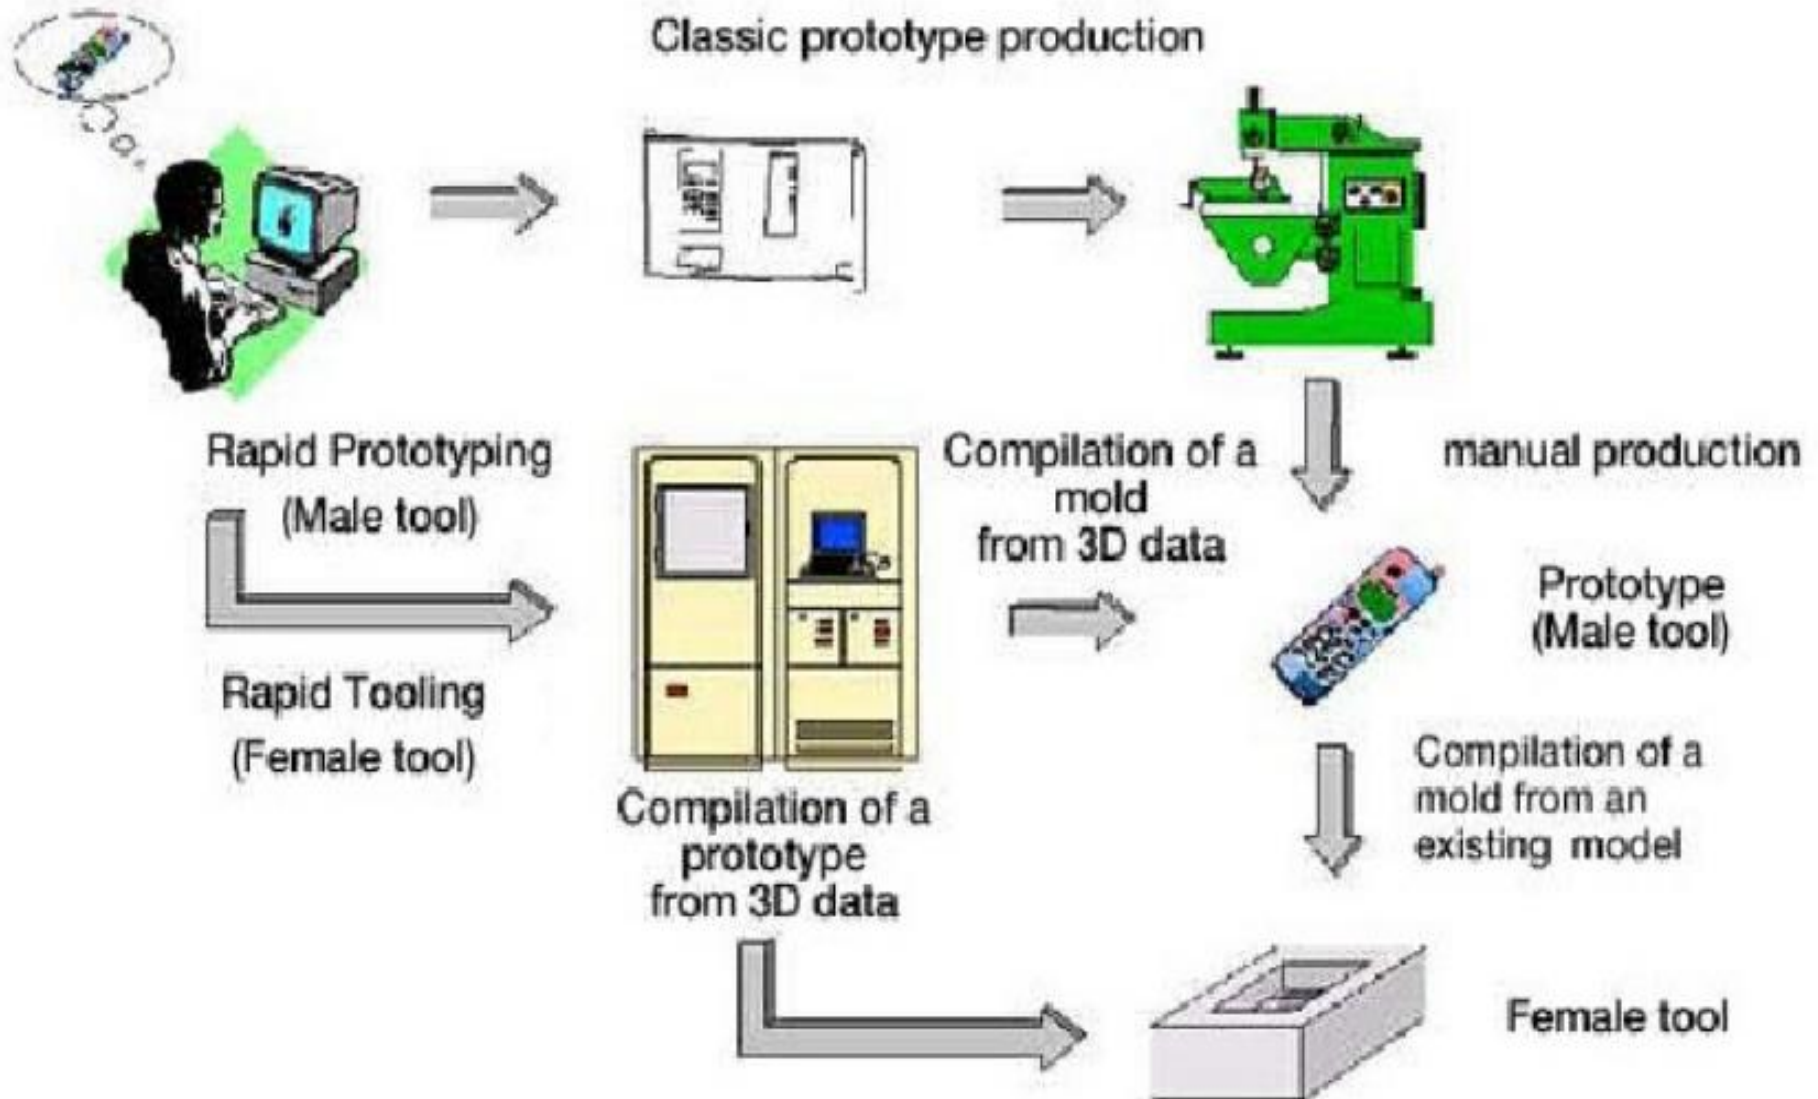 Classic prototype production
Rapid Prototyping
(Male tool)
Compilation of a
mold
from 3D data
manual production
Prototype
(Male tool)
Rapid Tooling
(Female tool)
Compilation of a
prototype
from 3D data
Compilation of a
mold from an
existing model
Female tool